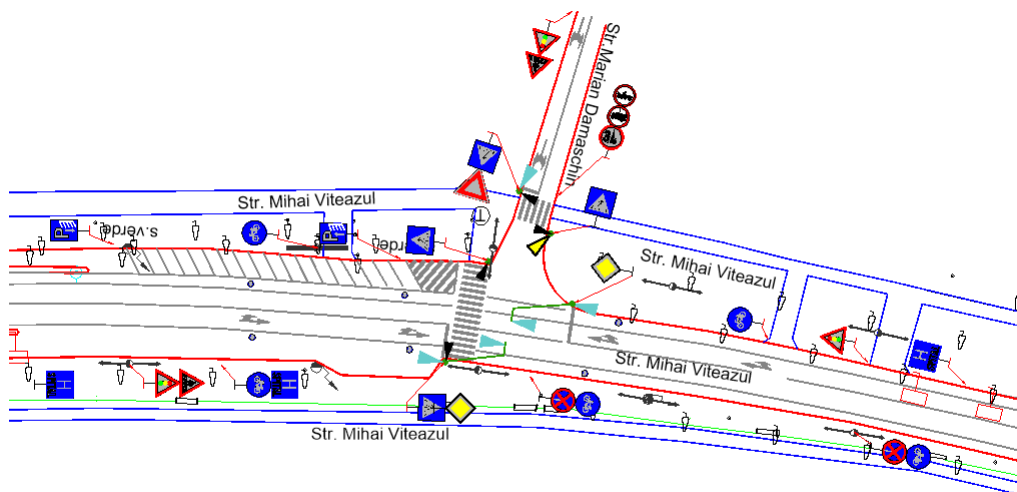 Str.Marian Damaschin
Str. Mihai Viteazul
s.verde
T
Str. Mihai Viteazul
P
P
H
Str. Mihai Viteazul
H
H
Str. Mihai Viteazul